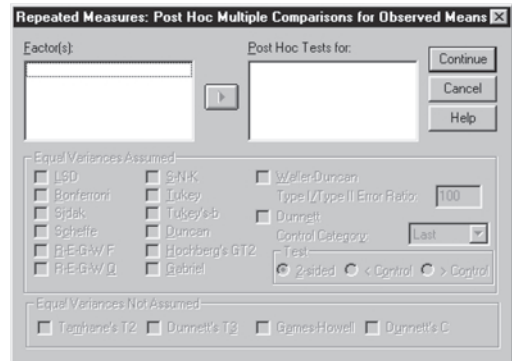 Repeated Measures: Post Hoc Multiple Comparisons for Observed Means
Factor(s):
Post Hoc Tests for:
Continue
Cancel
Help
Equal Variances Assumed
LSD
S-N-K
Waller-Duncan
Bonferroni
Tukey
Type I/Type II Error Ratio:
100
Sidak
Tukey's-b
Dunnett
Scheffe
Duncan
Control Category:
Last
R-E-G-W F
Hochberg's GT2
Test
R-E-G-W Q
Gabriel
2-sided
< Control
> Control
Equal Variances Not Assumed
Tamhane's T2
Dunnett's T3
Games-Howell
Dunnett's C